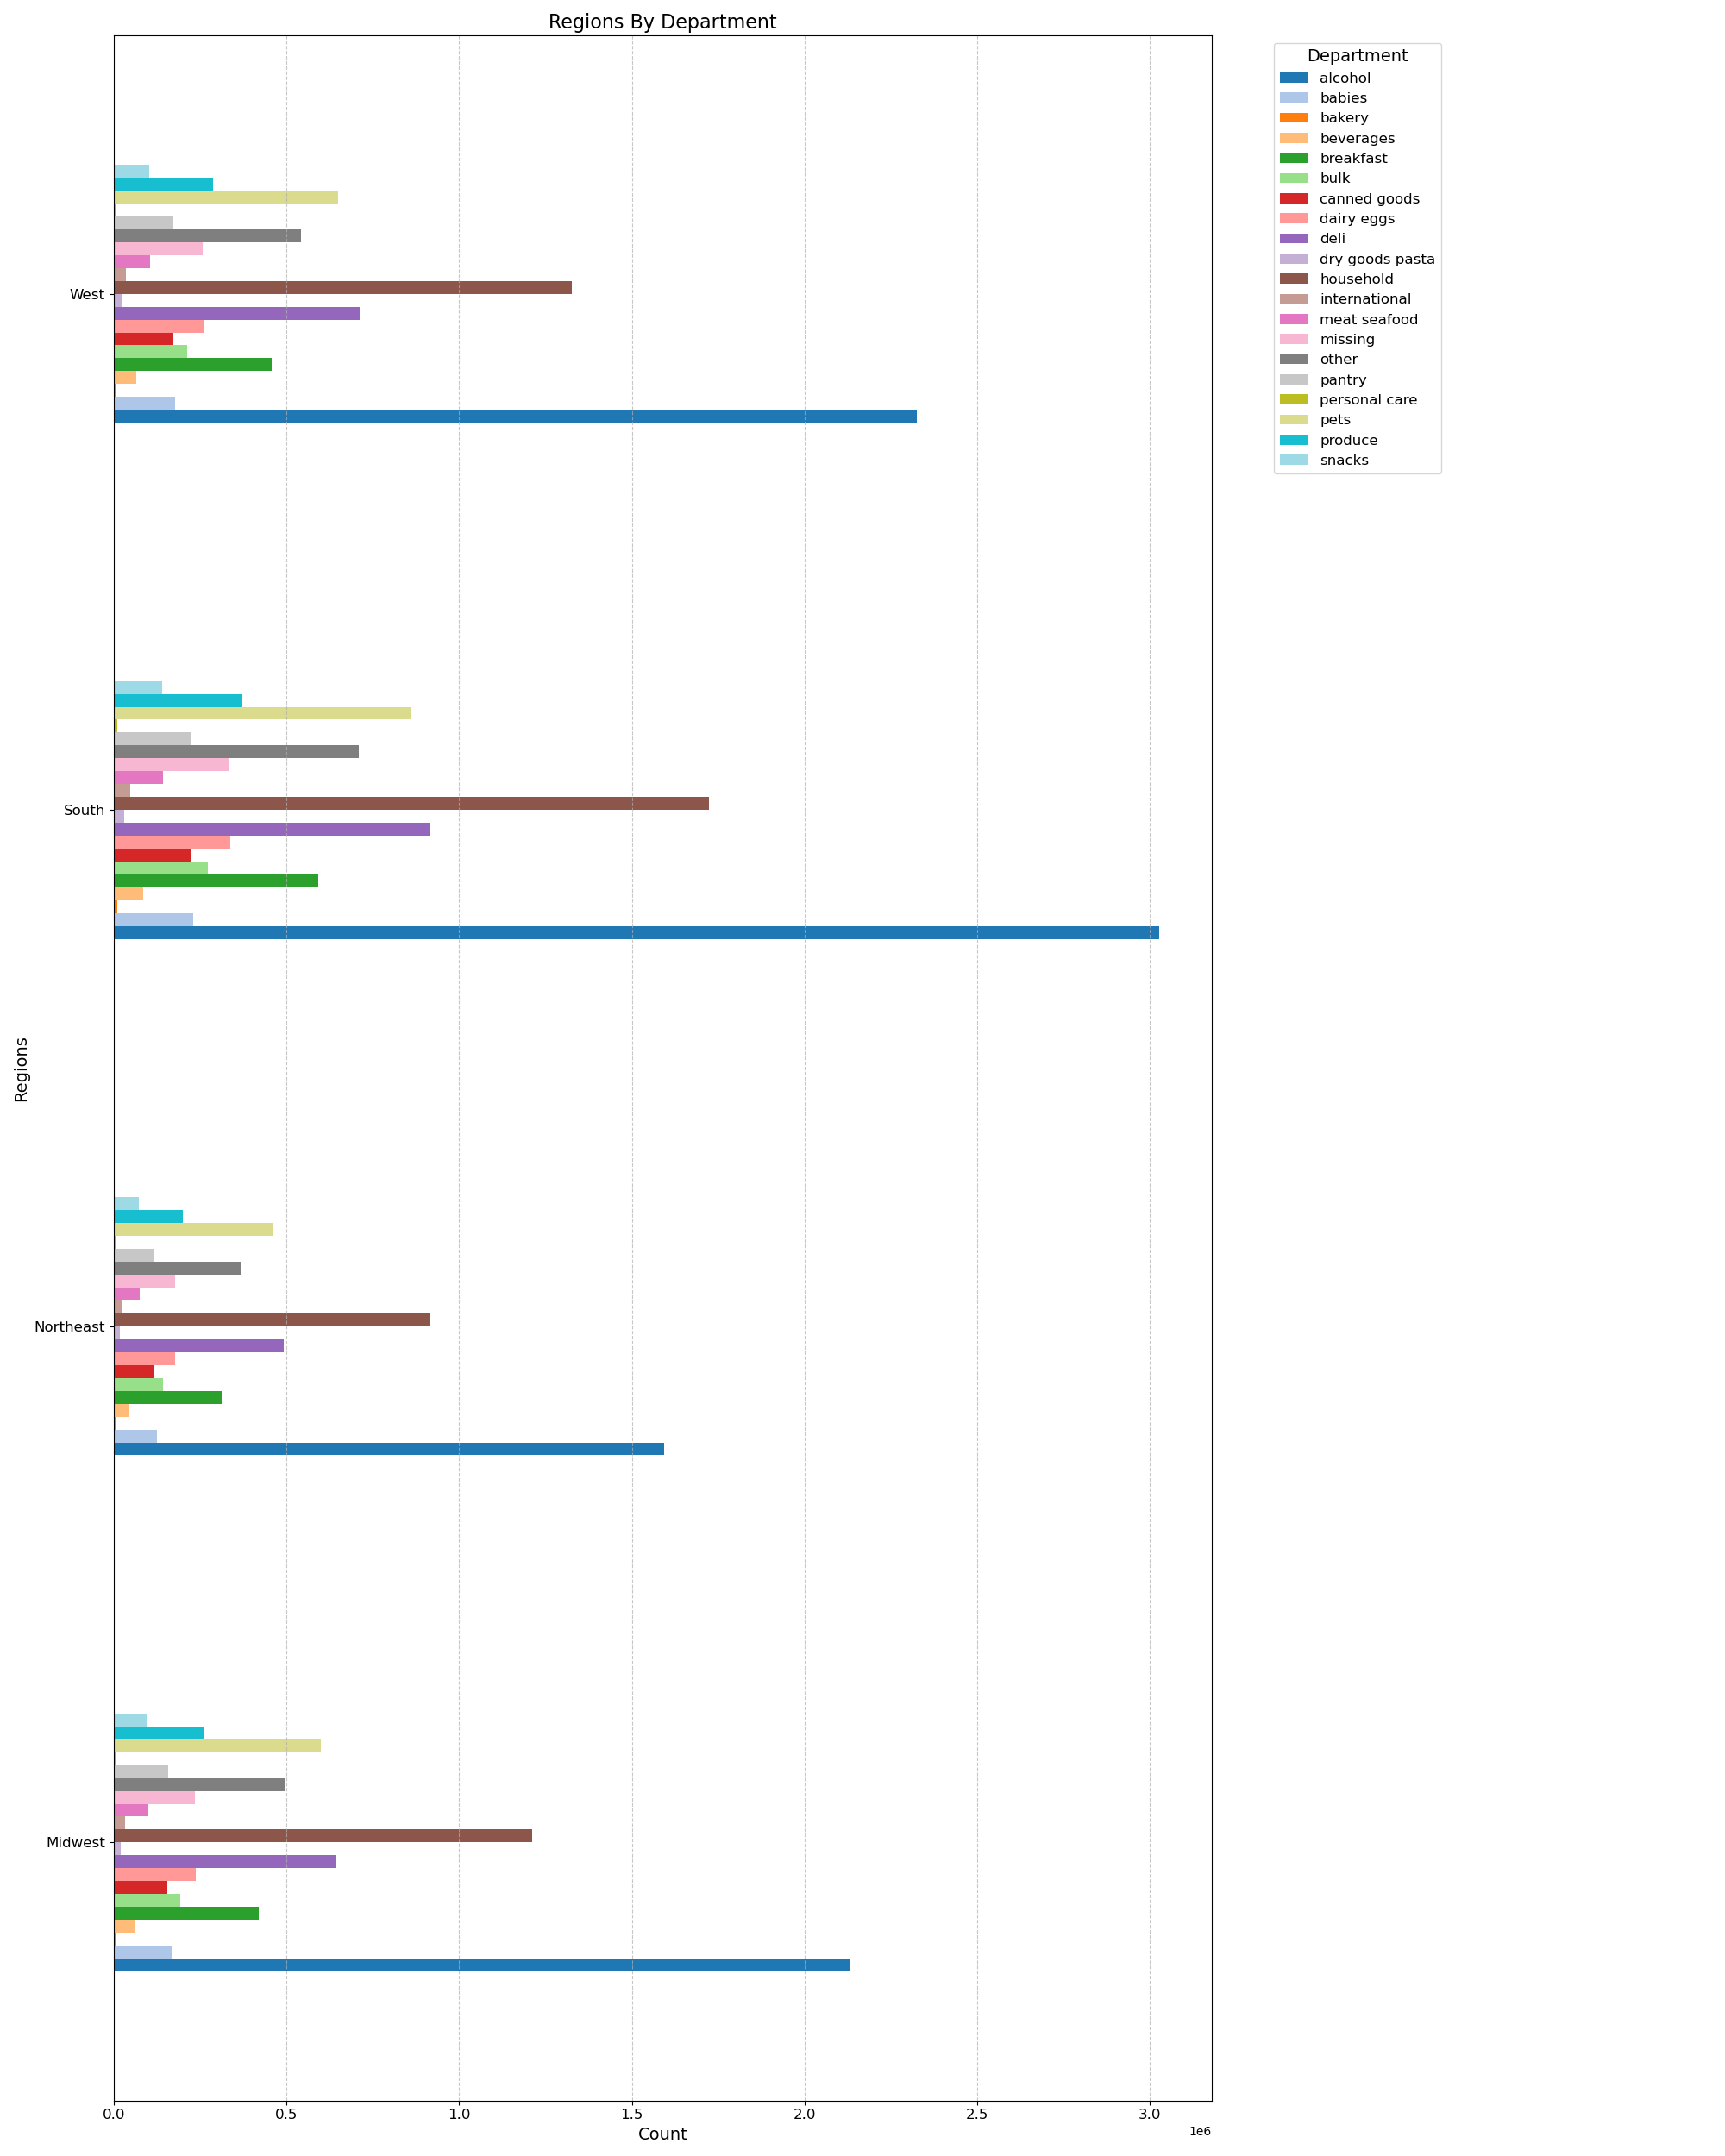 Regions By Department
Department
alcohol
babies
bakery
beverages
breakfast
bulk
canned goods
dairy eggs
deli
dry goods pasta
household
international
meat seafood
missing
other
pantry
personal care
pets
produce
snacks
Regions
West
South
Northeast
Midwest
0.0 0.5 1.0 1.5 2.0 2.5 3.0
Count
1e6